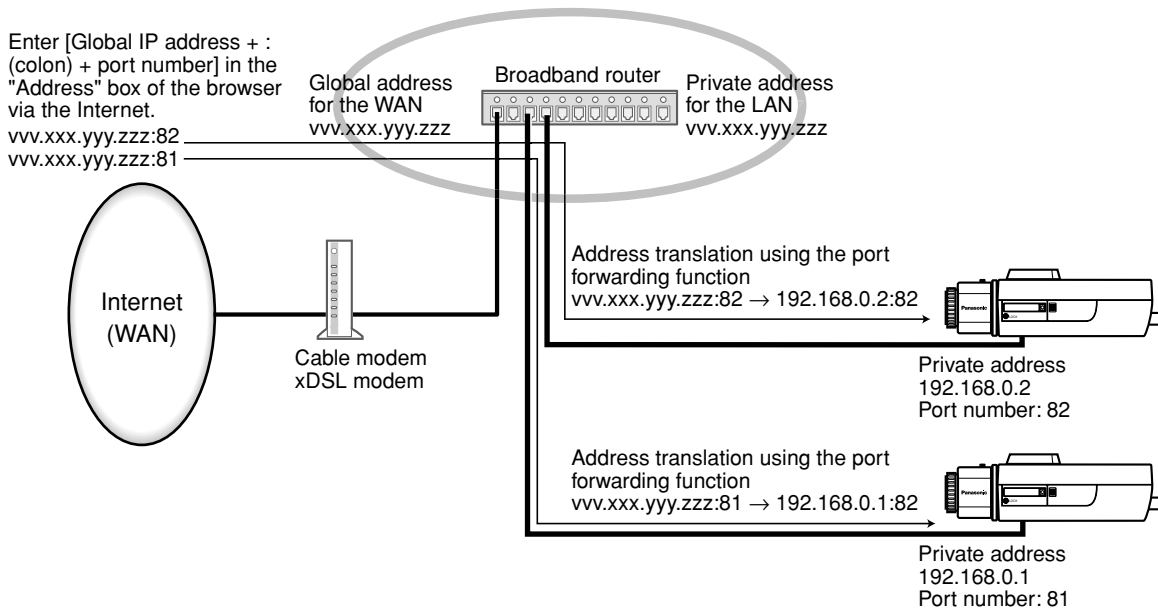 Enter [Global IP address + :
(colon) + port number] in the
"Address" box of the browser
via the Internet.
vvv.xxx.yyy.zzz:82
vvv.xxx.yyy.zzz:81
Global address
for the WAN
vvv.xxx.yyy.zzz
Broadband router
Private address
for the LAN
vvv.xxx.yyy.zzz
Internet
(WAN)
Cable modem
xDSL modem
Address translation using the port
forwarding function
vvv.xxx.yyy.zzz:82 → 192.168.0.2:82
Panasonic
LOCK
Private address
192.168.0.2
Port number: 82
Address translation using the port
forwarding function
vvv.xxx.yyy.zzz:81 → 192.168.0.1:82
Panasonic
LOCK
Private address
192.168.0.1
Port number: 81